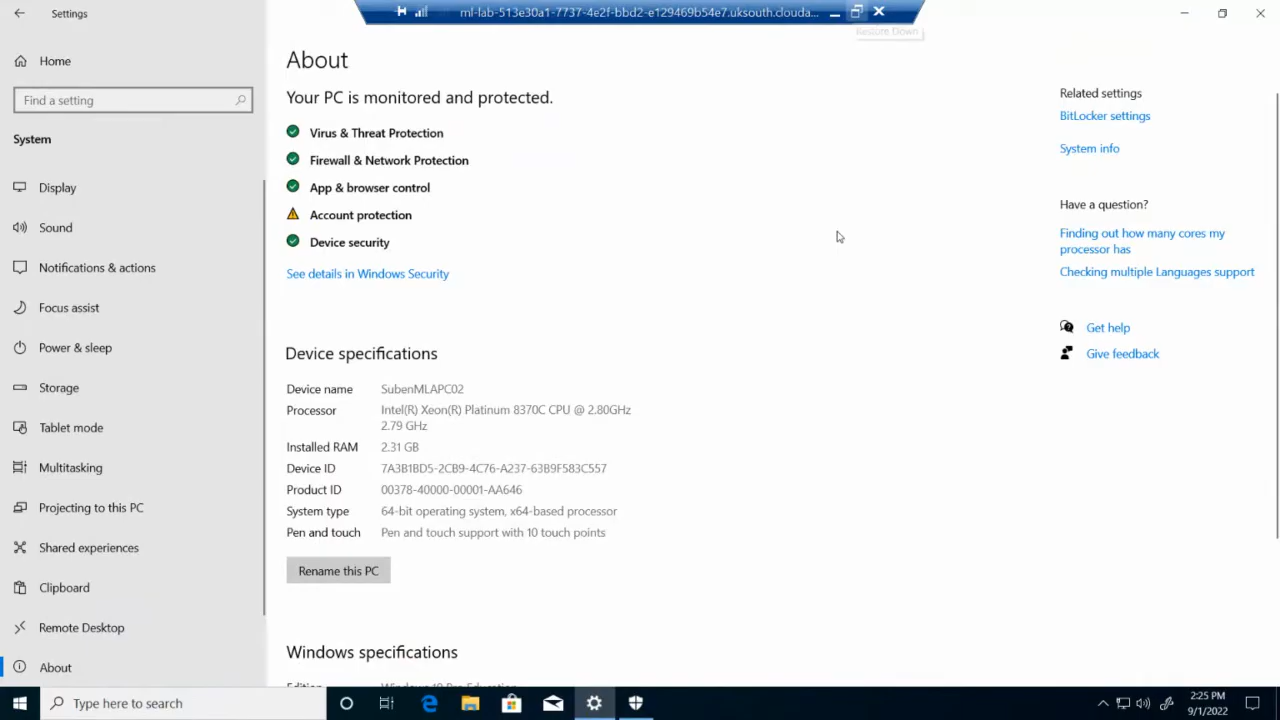 Settings
ml-lab-513e30a1-7737-4e2f-bbd2-e129469b54e7.uksouth.clouda...
Restore Down
Home
Find a setting
System
Display
Sound
Notifications & actions
Focus assist
Power & sleep
Storage
Tablet mode
Multitasking
Projecting to this PC
Shared experiences
Clipboard
Remote Desktop
About
About
Your PC is monitored and protected.
Virus & Threat Protection
Firewall & Network Protection
App & browser control
Account protection
Device security
See details in Windows Security
Device specifications
Device name SubenMLAPC02
Processor Intel(R) Xeon(R) Platinum 8370C CPU @ 2.80GHz
2.79 GHz
Installed RAM 2.31 GB
Device ID 7A3B1BD5-2CB9-4C76-A237-63B9F583C557
Product ID 00378-40000-00001-AA646
System type 64-bit operating system, x64-based processor
Pen and touch Pen and touch support with 10 touch points
Rename this PC
Windows specifications
Edition Windows 10 Pro Education
Related settings
BitLocker settings
System info
Have a question?
Finding out how many cores my
processor has
Checking multiple Languages support
Get help
Give feedback
Type here to search
2:25 PM
9/1/2022